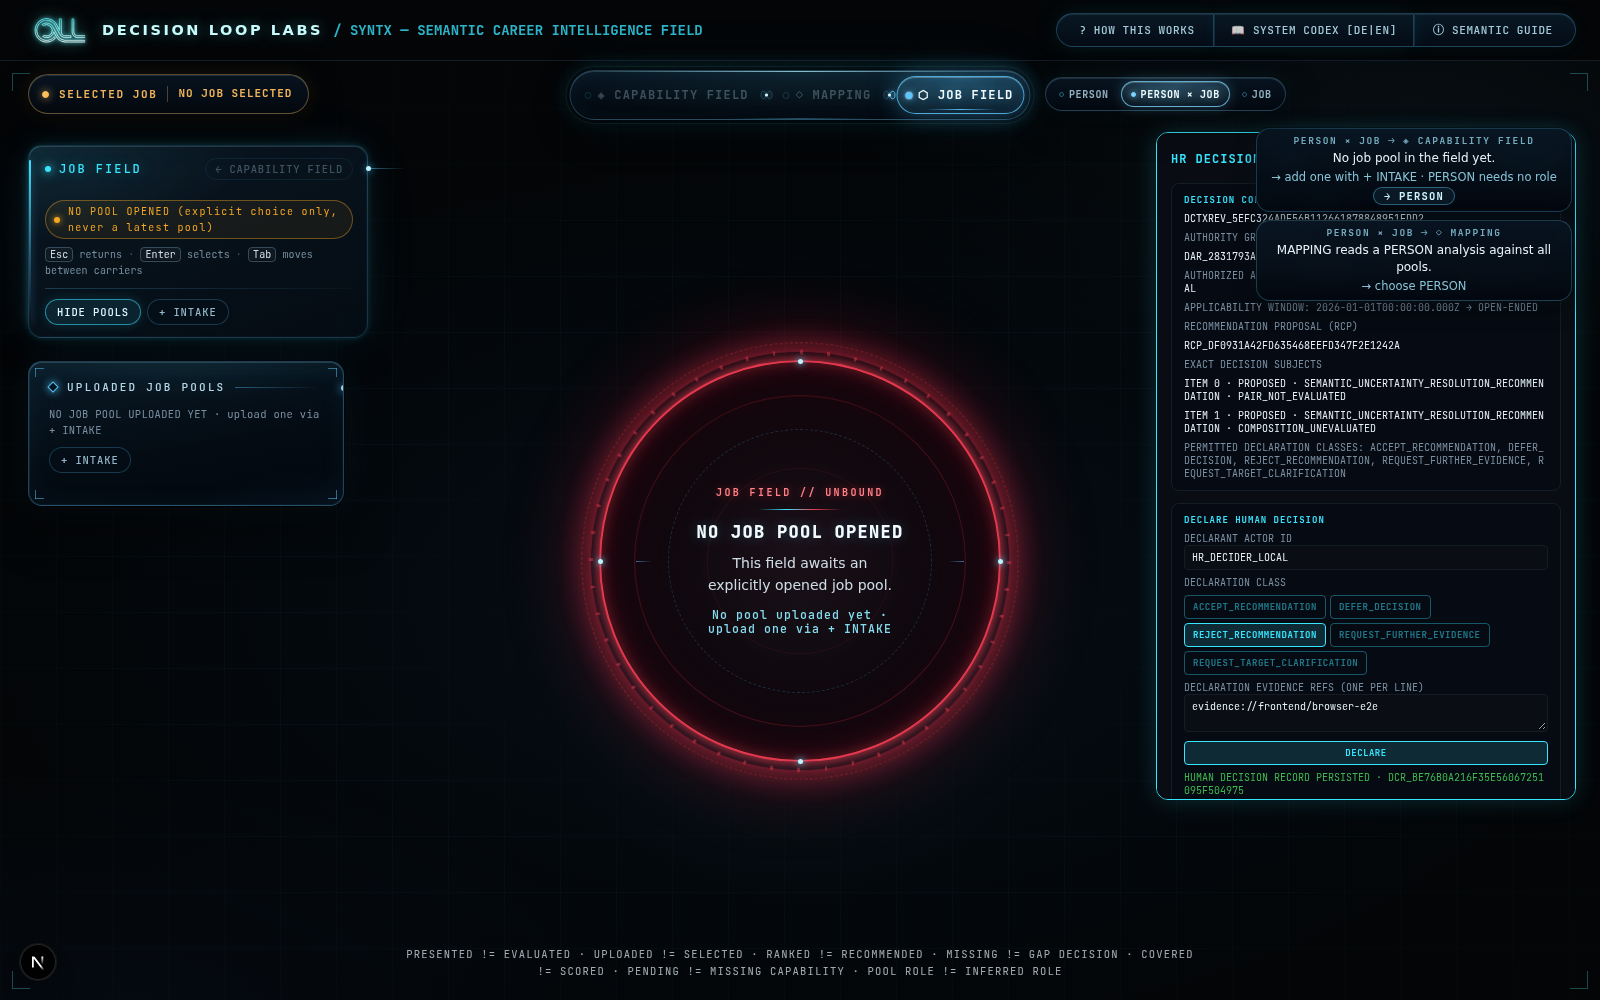 DECISION LOOP LABS / SYNTX — SEMANTIC CAREER INTELLIGENCE FIELD
? HOW THIS WORKS
SYSTEM CODEX [DE|EN]
SEMANTIC GUIDE
SELECTED JOB | NO JOB SELECTED
CAPABILITY FIELD
MAPPING
JOB FIELD
PERSON
PERSON × JOB
JOB
JOB FIELD
← CAPABILITY FIELD
NO POOL OPENED (explicit choice only,
never a latest pool)
Esc returns · Enter selects · Tab moves
between carriers
HIDE POOLS
+ INTAKE
UPLOADED JOB POOLS
NO JOB POOL UPLOADED YET · upload one via
+ INTAKE
+ INTAKE
JOB FIELD // UNBOUND
NO JOB POOL OPENED
This field awaits an
explicitly opened job pool.
No pool uploaded yet ·
upload one via + INTAKE
PERSON × JOB → ◈ CAPABILITY FIELD
No job pool in the field yet.
→ add one with + INTAKE · PERSON needs no role
→ PERSON
PERSON × JOB → ◇ MAPPING
MAPPING reads a PERSON analysis against all
pools.
→ choose PERSON
HR DECISION
DECISION CO
AUTHORITY GR
DAR_2831793A
AUTHORIZED A
AL
APPLICABILITY WINDOW: 2026-01-01T00:00:00.000Z → OPEN-ENDED
RECOMMENDATION PROPOSAL (RCP)
RCP_DF0931A42FD635468EEFD347F2E1242A
EXACT DECISION SUBJECTS
ITEM 0 · PROPOSED · SEMANTIC_UNCERTAINTY_RESOLUTION_RECOMMEN
DATION · PAIR_NOT_EVALUATED
ITEM 1 · PROPOSED · SEMANTIC_UNCERTAINTY_RESOLUTION_RECOMMEN
DATION · COMPOSITION_UNEVALUATED
PERMITTED DECLARATION CLASSES: ACCEPT_RECOMMENDATION, DEFER_
DECISION, REJECT_RECOMMENDATION, REQUEST_FURTHER_EVIDENCE, R
EQUEST_TARGET_CLARIFICATION
DECLARE HUMAN DECISION
DECLARANT ACTOR ID
HR_DECIDER_LOCAL
DECLARATION CLASS
ACCEPT_RECOMMENDATION
DEFER_DECISION
REJECT_RECOMMENDATION
REQUEST_FURTHER_EVIDENCE
REQUEST_TARGET_CLARIFICATION
DECLARATION EVIDENCE REFS (ONE PER LINE)
evidence://frontend/browser-e2e
DECLARE
HUMAN DECISION RECORD PERSISTED · DCR_BE76B0A216F35E56067251
095F504975
PRESENTED != EVALUATED · UPLOADED != SELECTED · RANKED != RECOMMENDED · MISSING != GAP DECISION · COVERED
!= SCORED · PENDING != MISSING CAPABILITY · POOL ROLE != INFERRED ROLE
N